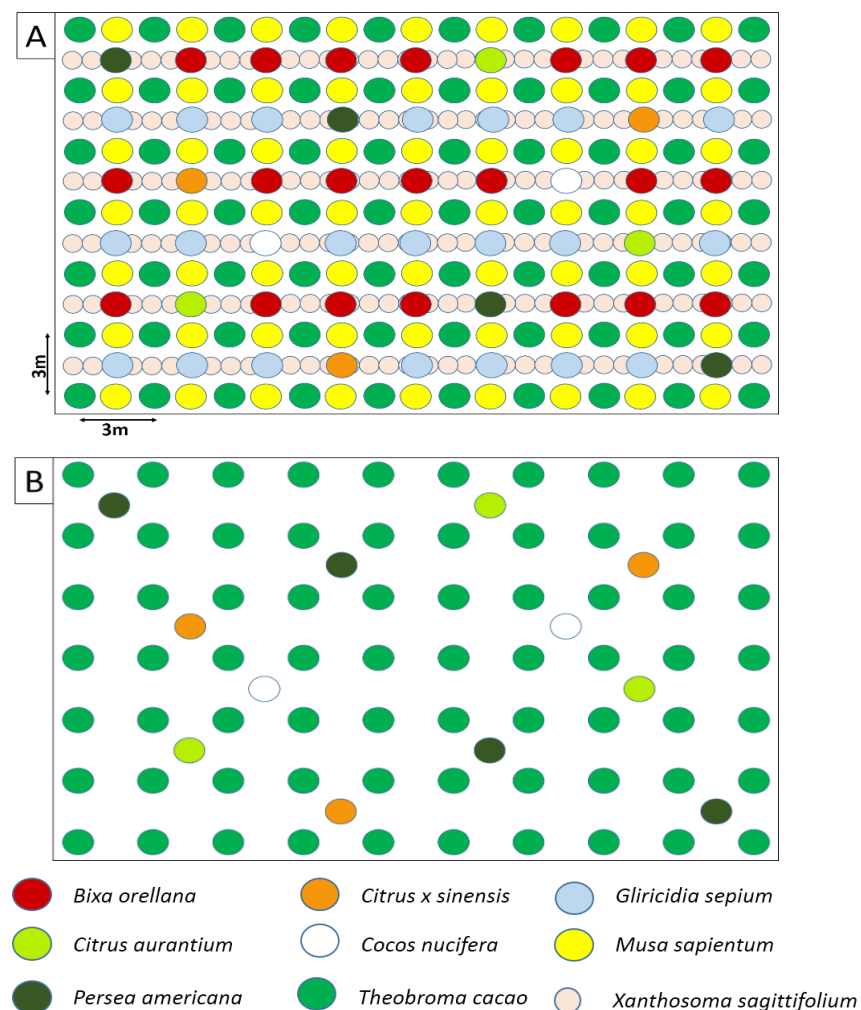 A
3m
3m
B
Bixa orellana
Citrus x sinensis
Gliricidia sepium
Citrus aurantium
Cocos nucifera
Musa sapientum
Persea americana
Theobroma cacao
Xanthosoma sagittifolium